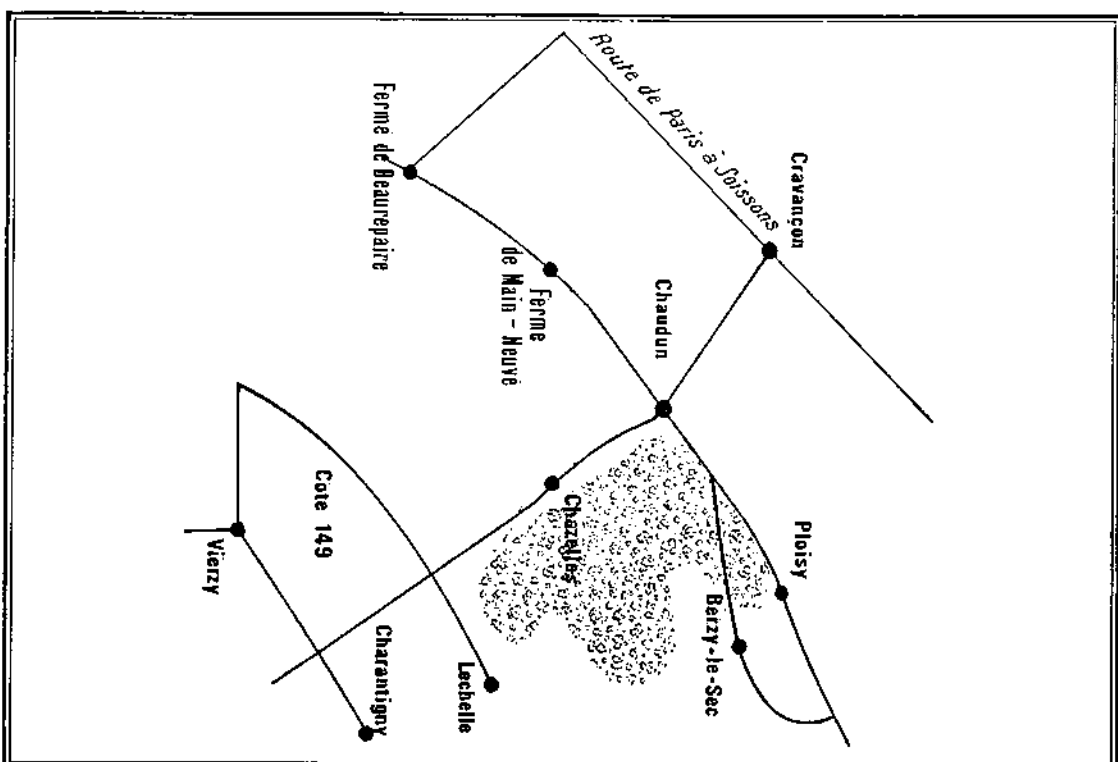 Cravançon
Ploisy
Route de Paris à Soissons
Berzy-le-Sec
Chaudun
Chazelles
Ferme
de Main - Neuve
Lechelle
Ferme de Beaurepaire
Charantigny
Cote 149
Vierzy